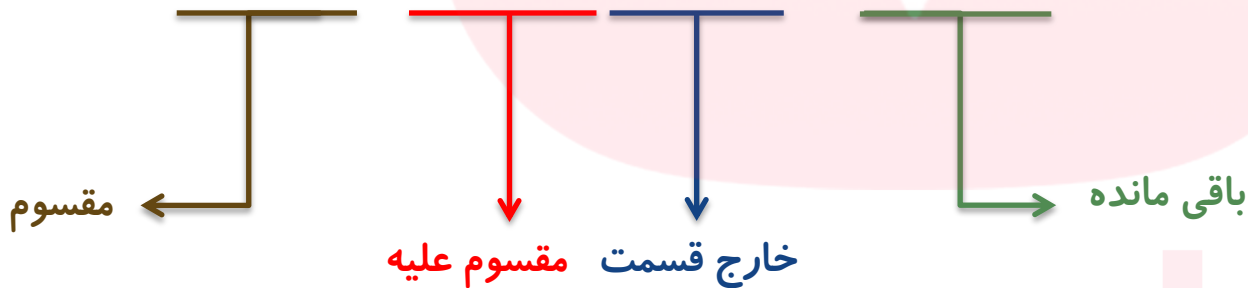 باقی مانده
مقسوم
خارج قسمت
مقسوم علیه